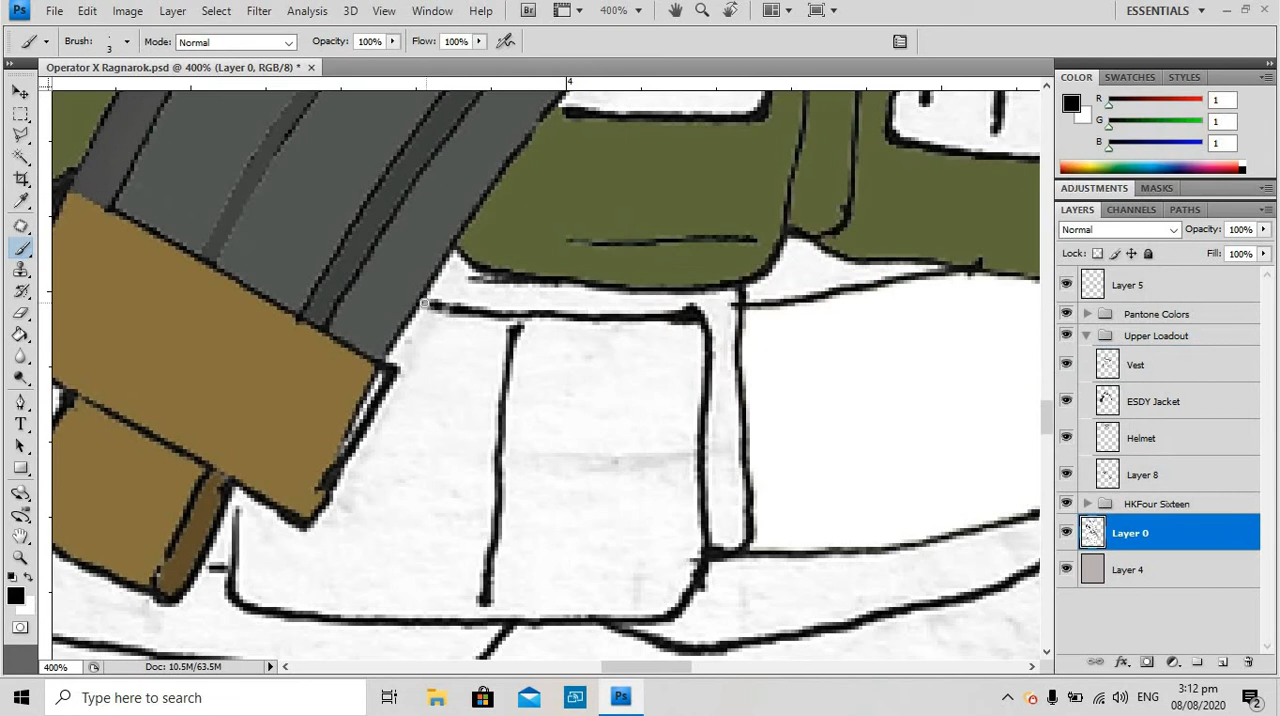 Ps File Edit Image Layer Select Filter Analysis 3D View Window Help Br 400% ESSENTIALS
Brush: 3 Mode: Normal Opacity: 100% Flow: 100%
Operator X Ragnarok.psd @ 400% (Layer 0, RGB/8) *
4
COLOR SWATCHES STYLES
R 1
G 1
B 1
ADJUSTMENTS MASKS
LAYERS CHANNELS PATHS
Normal Opacity: 100%
Lock: Fill: 100%
Layer 5
Pantone Colors
Upper Loadout
Vest
ESDY Jacket
Helmet
Layer 8
HKFour Sixteen
Layer 0
Layer 4
400% Doc: 10.5M/63.5M
Type here to search
Ps
ENG
08/08/2020
2